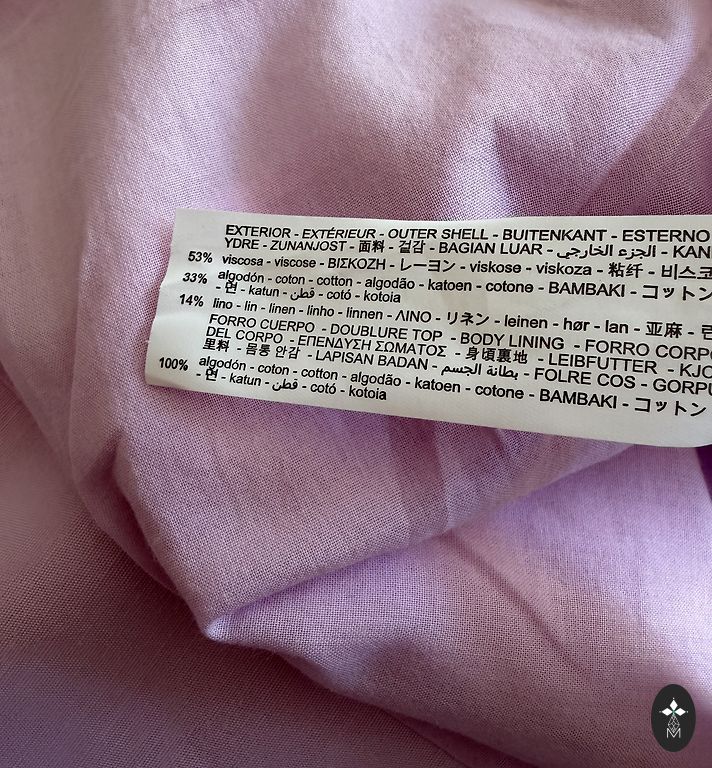 EXTERIOR - EXTÉRIEUR - OUTER SHELL - BUITENKANT - ESTERNO
YDRE - ZUNANJOST - 面料 - 겉감 - BAGIAN LUAR - الجزء الخارجي - KAN
53% viscosa - viscose - ΒΙΣΚΟΖΗ - レーヨン - viskose - viskoza - 粘纤 - 비스코
33% algodón - coton - cotton - algodão - katoen - cotone - ΒΑΜΒΑΚΙ - コットン
- 면 - katun - قطن - cotó - kotoia
14% lino - lin - linen - linho - linnen - ΛΙΝΟ - リネン - leinen - hør - lan - 亚麻 - 린
FORRO CUERPO - DOUBLURE TOP - BODY LINING - FORRO CORPO
DEL CORPO - ΕΠΕΝΔΥΣΗ ΣΩΜΑΤΟΣ - 身頃裏地 - LEIBFUTTER - KJO
里料 - 몸통 안감 - LAPISAN BADAN - بطانة الجسم - FOLRE COS - GORPU
100% algodón - coton - cotton - algodão - katoen - cotone - ΒΑΜΒΑΚΙ - コットン
- 면 - katun - قطن - cotó - kotoia
M